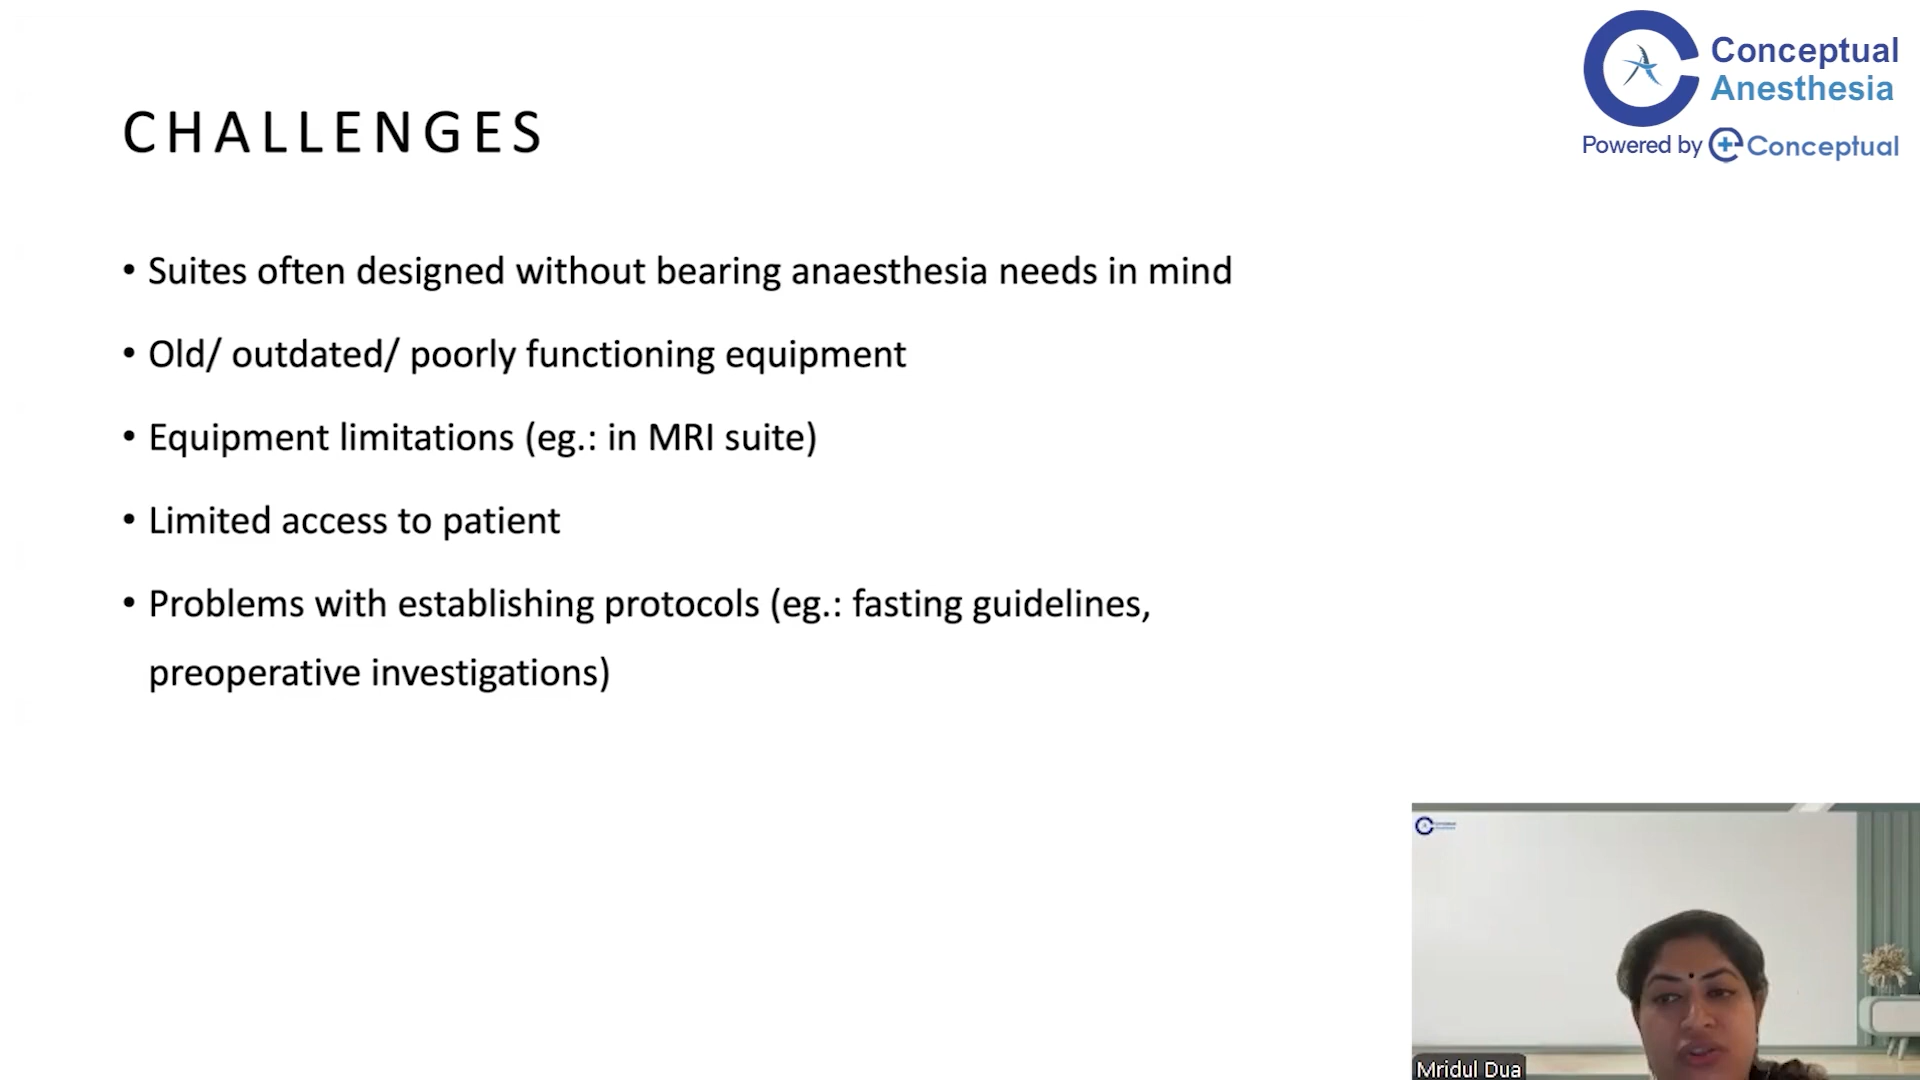 Conceptual
Anesthesia
Powered by Conceptual
CHALLENGES
• Suites often designed without bearing anaesthesia needs in mind
• Old/ outdated/ poorly functioning equipment
• Equipment limitations (eg.: in MRI suite)
• Limited access to patient
• Problems with establishing protocols (eg.: fasting guidelines,
preoperative investigations)
Mridul Dua